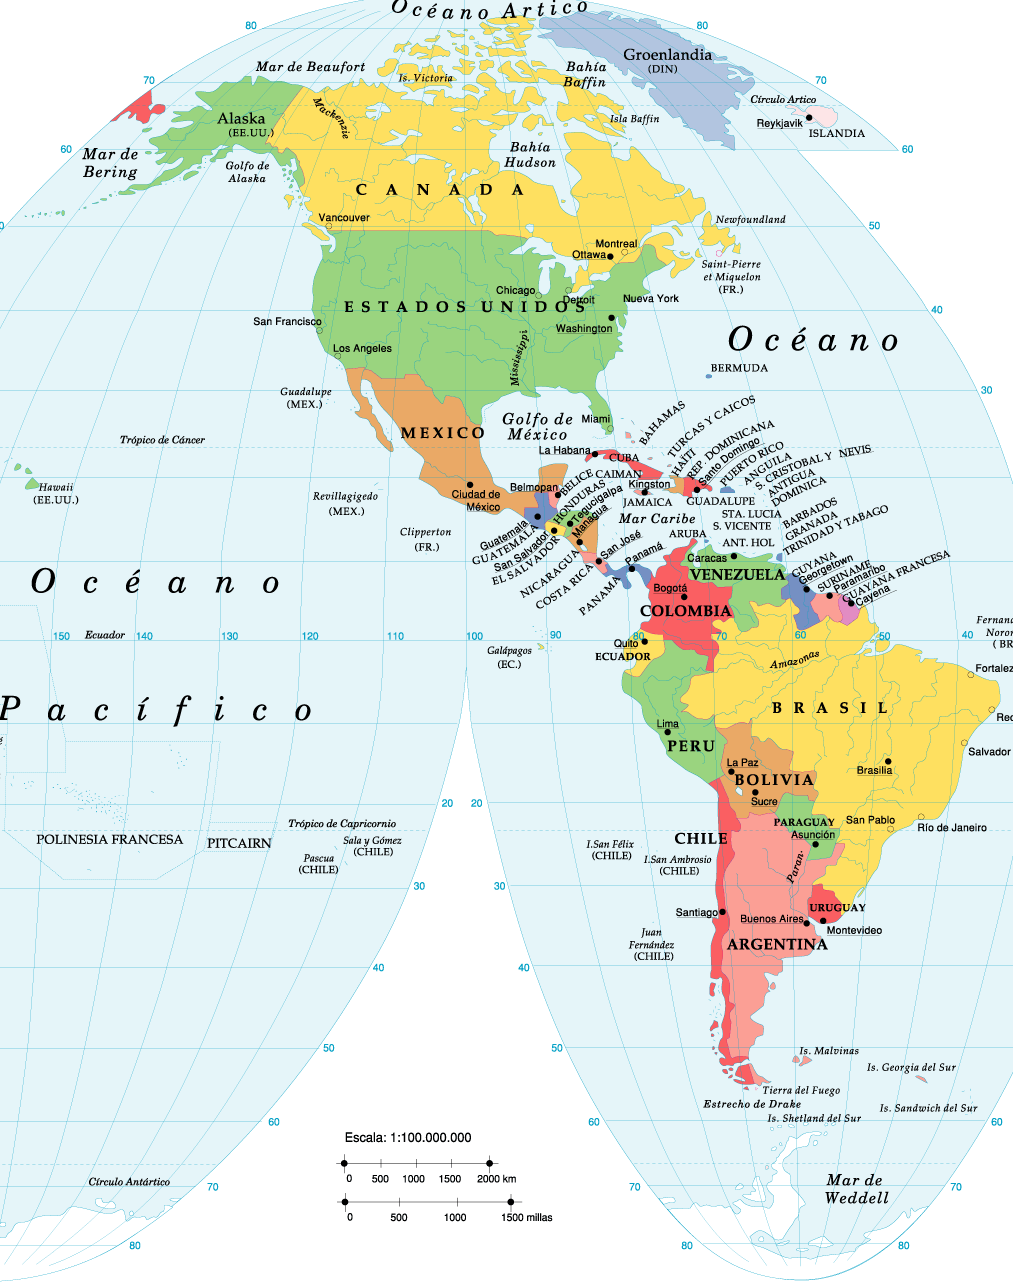 Océano Artico
80
80
Groenlandia
(DIN)
Mar de Beaufort
Bahía
Baffin
Is. Victoria
70
70
Círculo Artico
Mackenzie
Isla Baffin
Alaska
(EE.UU.)
Reykjavik
ISLANDIA
60
60
Mar de
Bering
Golfo de
Alaska
Bahía
Hudson
CANADA
Vancouver
Newfoundland
50
Montreal
Ottawa
Saint-Pierre
et Miquelon
(FR.)
Chicago
Detroit
Nueva York
ESTADOS UNIDOS
40
San Francisco
Washington
Océano
Los Angeles
Mississippi
BERMUDA
30
Guadalupe
(MEX.)
Golfo de
México
Miami
BAHAMAS
TURCAS Y CAICOS
MEXICO
Trópico de Cáncer
La Habana
CUBA
HAITI
REP. DOMINICANA
Santo Domingo
PUERTO RICO
ANGUILA
S. CRISTOBAL Y NEVIS
ANTIGUA
DOMINICA
CAIMAN
Kingston
JAMAICA
GUADALUPE
STA. LUCIA
S. VICENTE
BARBADOS
GRANADA
TRINIDAD Y TABAGO
Hawaii
(EE.UU.)
Revillagigedo
(MEX.)
Ciudad de
México
Belmopan
BELICE
HONDURAS
Tegucigalpa
Managua
Mar Caribe
ARUBA
ANT. HOL
Clipperton
(FR.)
Guatemala
GUATEMALA
San Salvador
EL SALVADOR
NICARAGUA
COSTA RICA
San José
Panamá
PANAMA
Caracas
VENEZUELA
GUYANA
Georgetown
SURINAME
Paramaribo
GUAYANA FRANCESA
Cayena
Océano
Bogotá
COLOMBIA
150
Ecuador
130
120
110
100
90
80
70
60
50
40
Galápagos
(EC.)
Quito
ECUADOR
Amazonas
Fernan
Noror
( BR
Fortalez
Pacífico
BRASIL
Rec
Lima
PERU
Salvador
La Paz
BOLIVIA
Brasilia
Sucre
20
20
Trópico de Capricornio
POLINESIA FRANCESA
PITCAIRN
Sala y Gómez
(CHILE)
Pascua
(CHILE)
I.San Félix
(CHILE)
I.San Ambrosio
(CHILE)
CHILE
PARAGUAY
Asunción
San Pablo
Río de Janeiro
Paran-
30
30
Santiago
Buenos Aires
URUGUAY
Montevideo
ARGENTINA
Juan
Fernández
(CHILE)
40
40
50
50
Is. Malvinas
Is. Georgia del Sur
Tierra del Fuego
Estrecho de Drake
Is. Shetland del Sur
Is. Sandwich del Sur
60
60
60
Escala: 1:100.000.000
0 500 1000 1500 2000 km
0 500 1000 1500 millas
Círculo Antártico
70
70
70
Mar de
Weddell
80
80
80